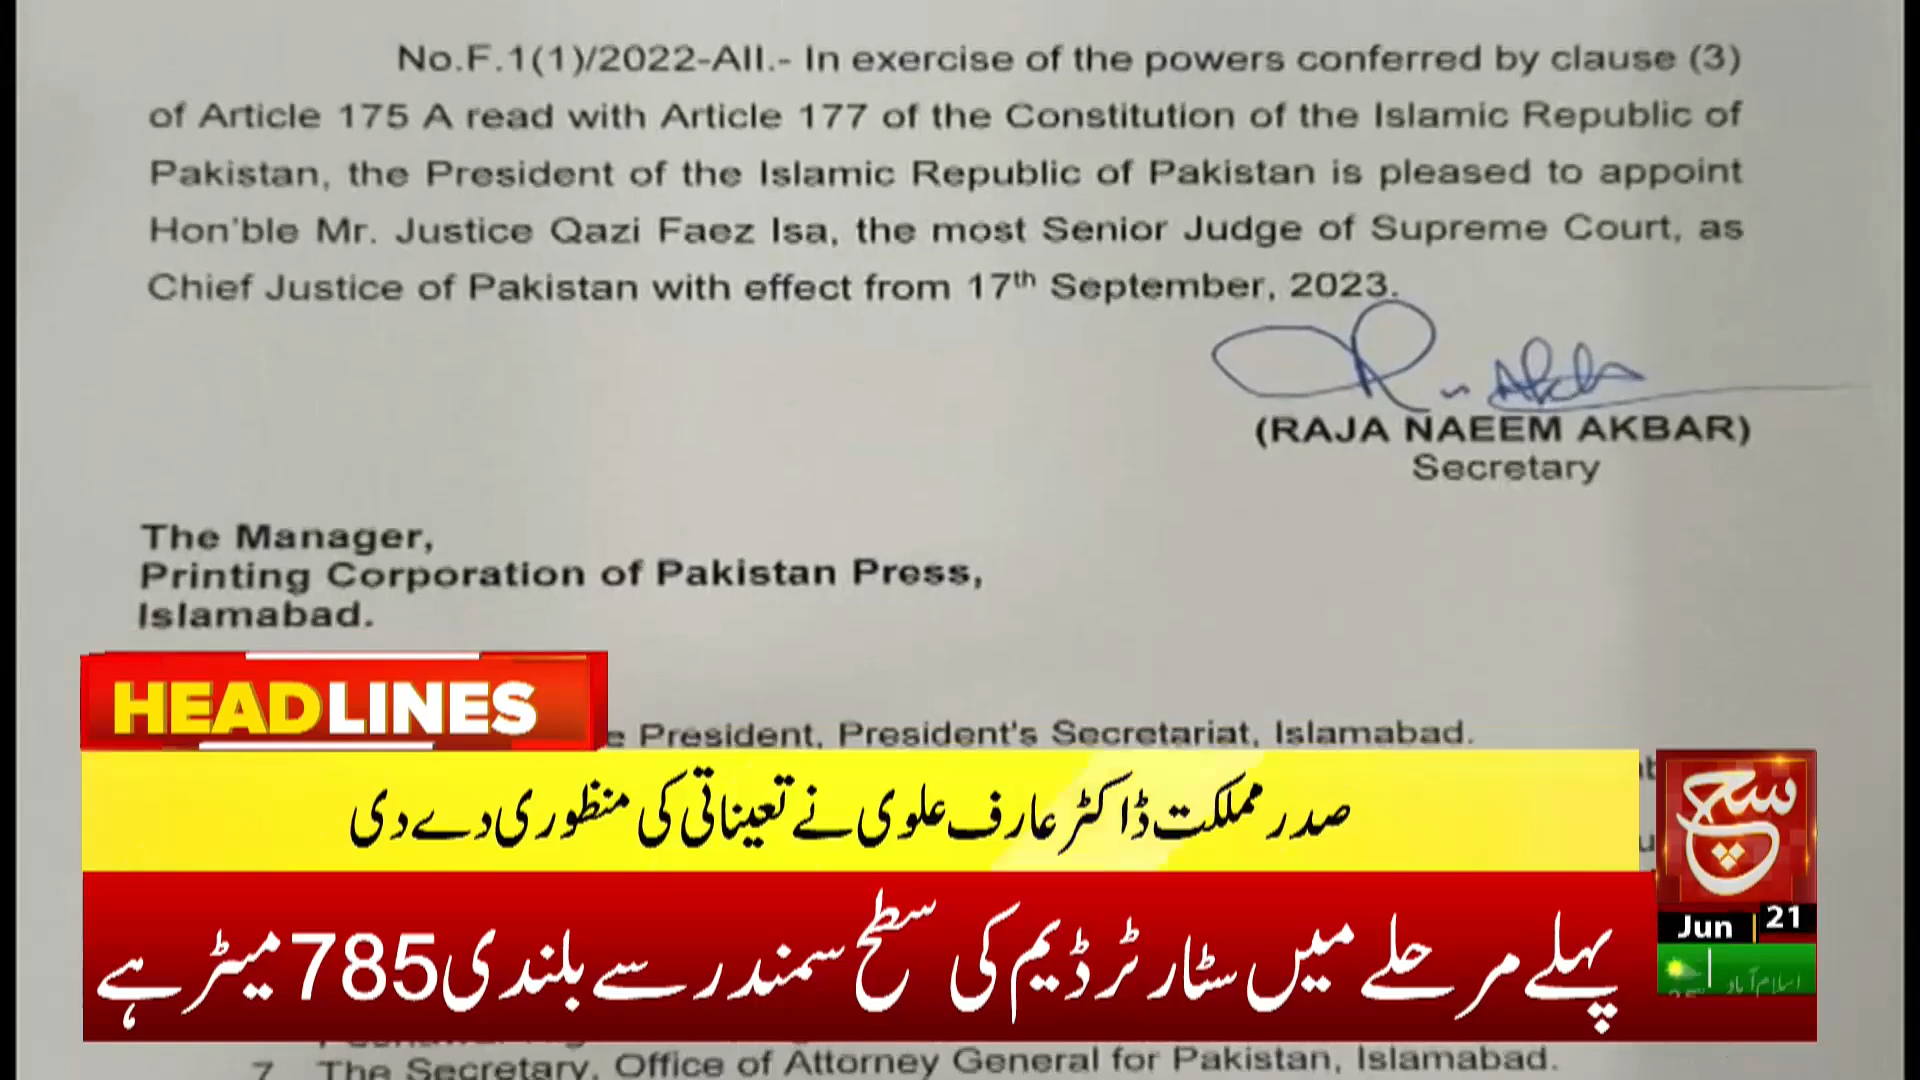 No.F.1(1)/2022-AII.- In exercise of the powers conferred by clause (3)
of Article 175 A read with Article 177 of the Constitution of the Islamic Republic of
Pakistan, the President of the Islamic Republic of Pakistan is pleased to appoint
Hon'ble Mr. Justice Qazi Faez Isa, the most Senior Judge of Supreme Court, as
Chief Justice of Pakistan with effect from 17th September, 2023.
(RAJA NAEEM AKBAR)
Secretary
The Manager,
Printing Corporation of Pakistan Press,
Islamabad.
HEADLINES
President, President's Secretariat, Islamabad.
صدر مملکت ڈاکٹر عارف علوی نے تعیناتی کی منظوری دے دی
سچ
Jun 21
اسلام آباد
پہلے مرحلے میں سٹارٹر ڈیم کی سطح سمندر سے بلندی 785 میٹر ہے
7. The Secretary, Office of Attorney General for Pakistan, Islamabad.